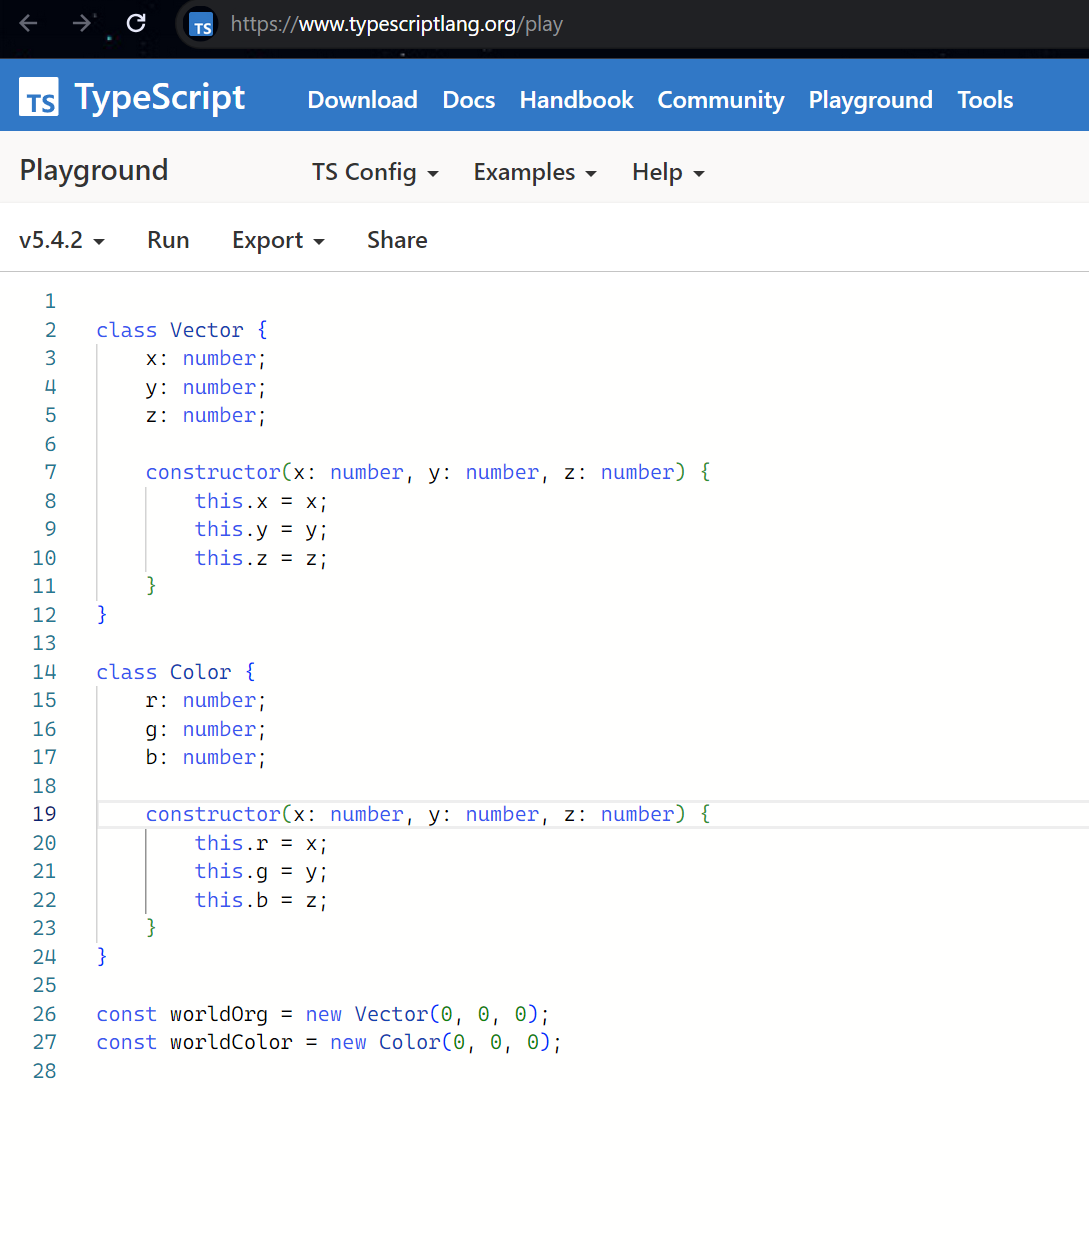 TS https://www.typescriptlang.org/play
TS TypeScript Download Docs Handbook Community Playground Tools
Playground TS Config Examples Help
v5.4.2 Run Export Share
1
2 class Vector {
3     x: number;
4     y: number;
5     z: number;
6
7     constructor(x: number, y: number, z: number) {
8         this.x = x;
9         this.y = y;
10         this.z = z;
11     }
12 }
13
14 class Color {
15     r: number;
16     g: number;
17     b: number;
18
19     constructor(x: number, y: number, z: number) {
20         this.r = x;
21         this.g = y;
22         this.b = z;
23     }
24 }
25
26 const worldOrg = new Vector(0, 0, 0);
27 const worldColor = new Color(0, 0, 0);
28